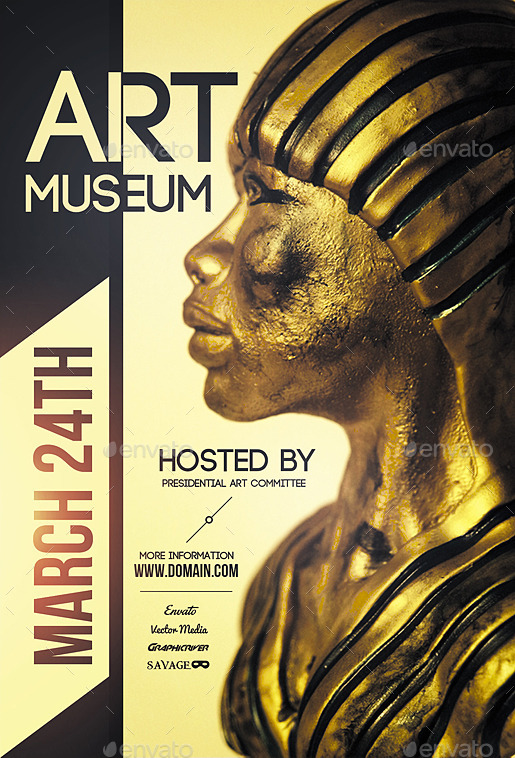 ART
MUSEUM
MARCH 24TH
HOSTED BY
PRESIDENTIAL ART COMMITTEE
MORE INFORMATION
WWW.DOMAIN.COM
Envato
Vector Media
GRAPHICRIVER
SAVAGE
envato
envato
envato
envato
envato
envato